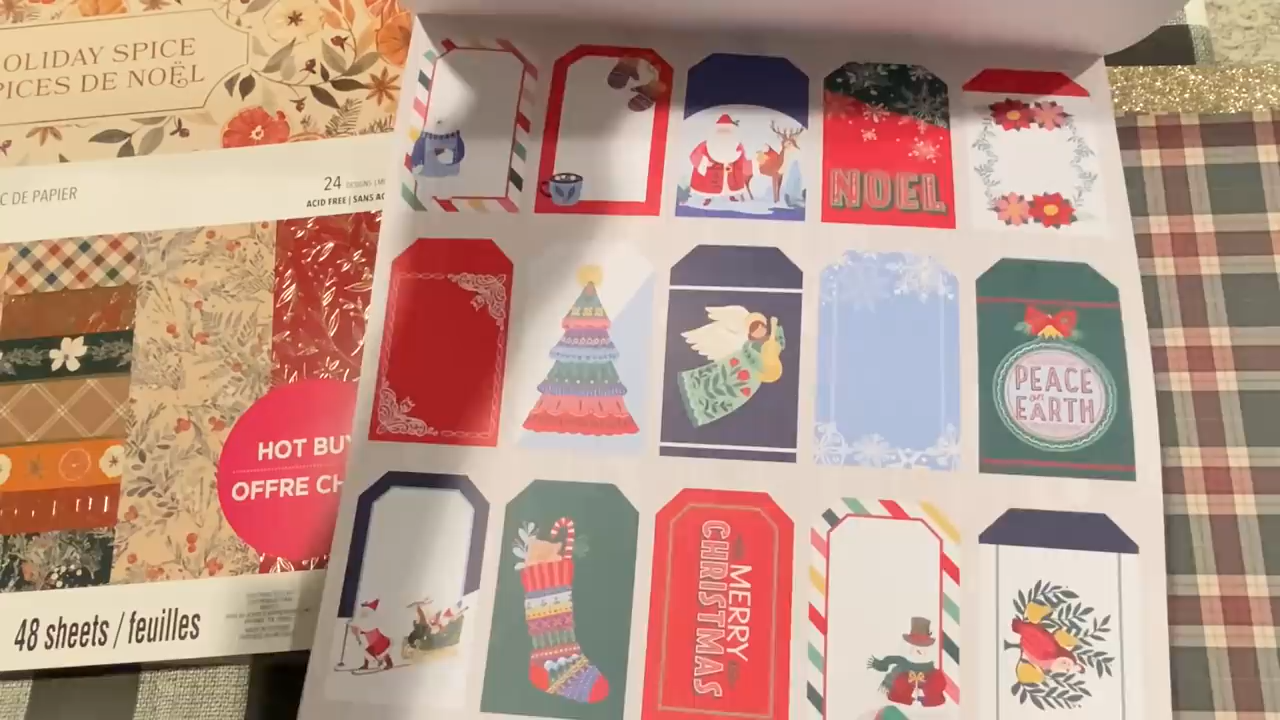 OLIDAY SPICE
PICES DE NOËL
C DE PAPIER
24 DESIGNS
ACID FREE | SANS AC
HOT BUY
OFFRE CH
48 sheets / feuilles
NOEL
PEACE
on
EARTH
MERRY
CHRISTMAS